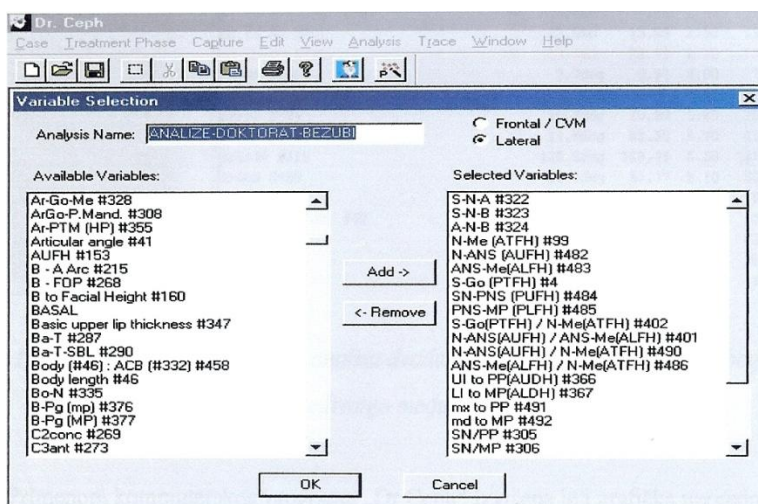 Dr. Ceph
Case Treatment Phase Capture Edit View Analysis Trace Window Help
Variable Selection
Analysis Name: ANALIZE-DOKTORAT-BEZUBI
Frontal / CVM
Lateral
Available Variables:
Ar-Go-Me #328
ArGo-P.Mand. #308
Ar-PTM (HP) #355
Articular angle #41
AUFH #153
B - A Arc #215
B - FOP #268
B to Facial Height #160
BASAL
Basic upper lip thickness #347
Ba-T #287
Ba-T-SBL #290
Body (#46) : ACB (#332) #458
Body length #46
Bo-N #335
B-Pg (mp) #376
B-Pg (MP) #377
C2conc #269
C3ant #273
Add ->
<- Remove
Selected Variables:
S-N-A #322
S-N-B #323
A-N-B #324
N-Me (ATFH) #99
N-ANS (AUFH) #482
ANS-Me(ALFH) #483
S-Go (PTFH) #4
SN-PNS (PUFH) #484
PNS-MP (PLFH) #485
S-Go(PTFH) / N-Me(ATFH) #402
N-ANS(AUFH) / ANS-Me(ALFH) #401
N-ANS(AUFH) / N-Me(ATFH) #490
ANS-Me(ALFH) / N-Me(ATFH) #486
UI to PP(AUDH) #366
LI to MP(ALDH) #367
mx to PP #491
md to MP #492
SN/PP #305
SN/MP #306
OK
Cancel